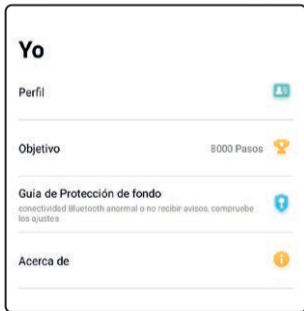 Yo
Perfil
Objetivo
8000 Pasos
Guía de Protección de fondo
conectividad Bluetooth anormal o no recibir avisos, compruebe
los ajustes
Acerca de